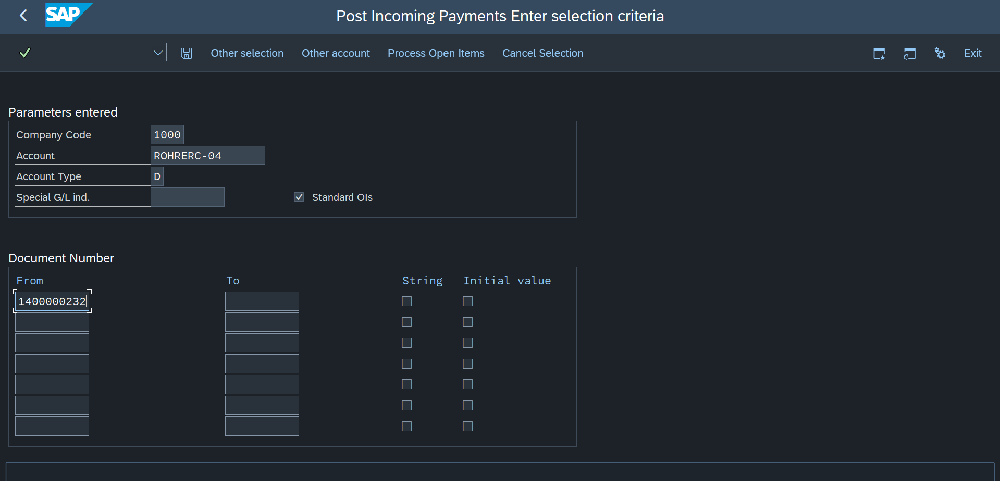 SAP
Post Incoming Payments Enter selection criteria
Other selection Other account Process Open Items Cancel Selection Exit
Parameters entered
Company Code 1000
Account ROHRERC-04
Account Type D
Special G/L ind. Standard OIs
Document Number
From To String Initial value
1400000232